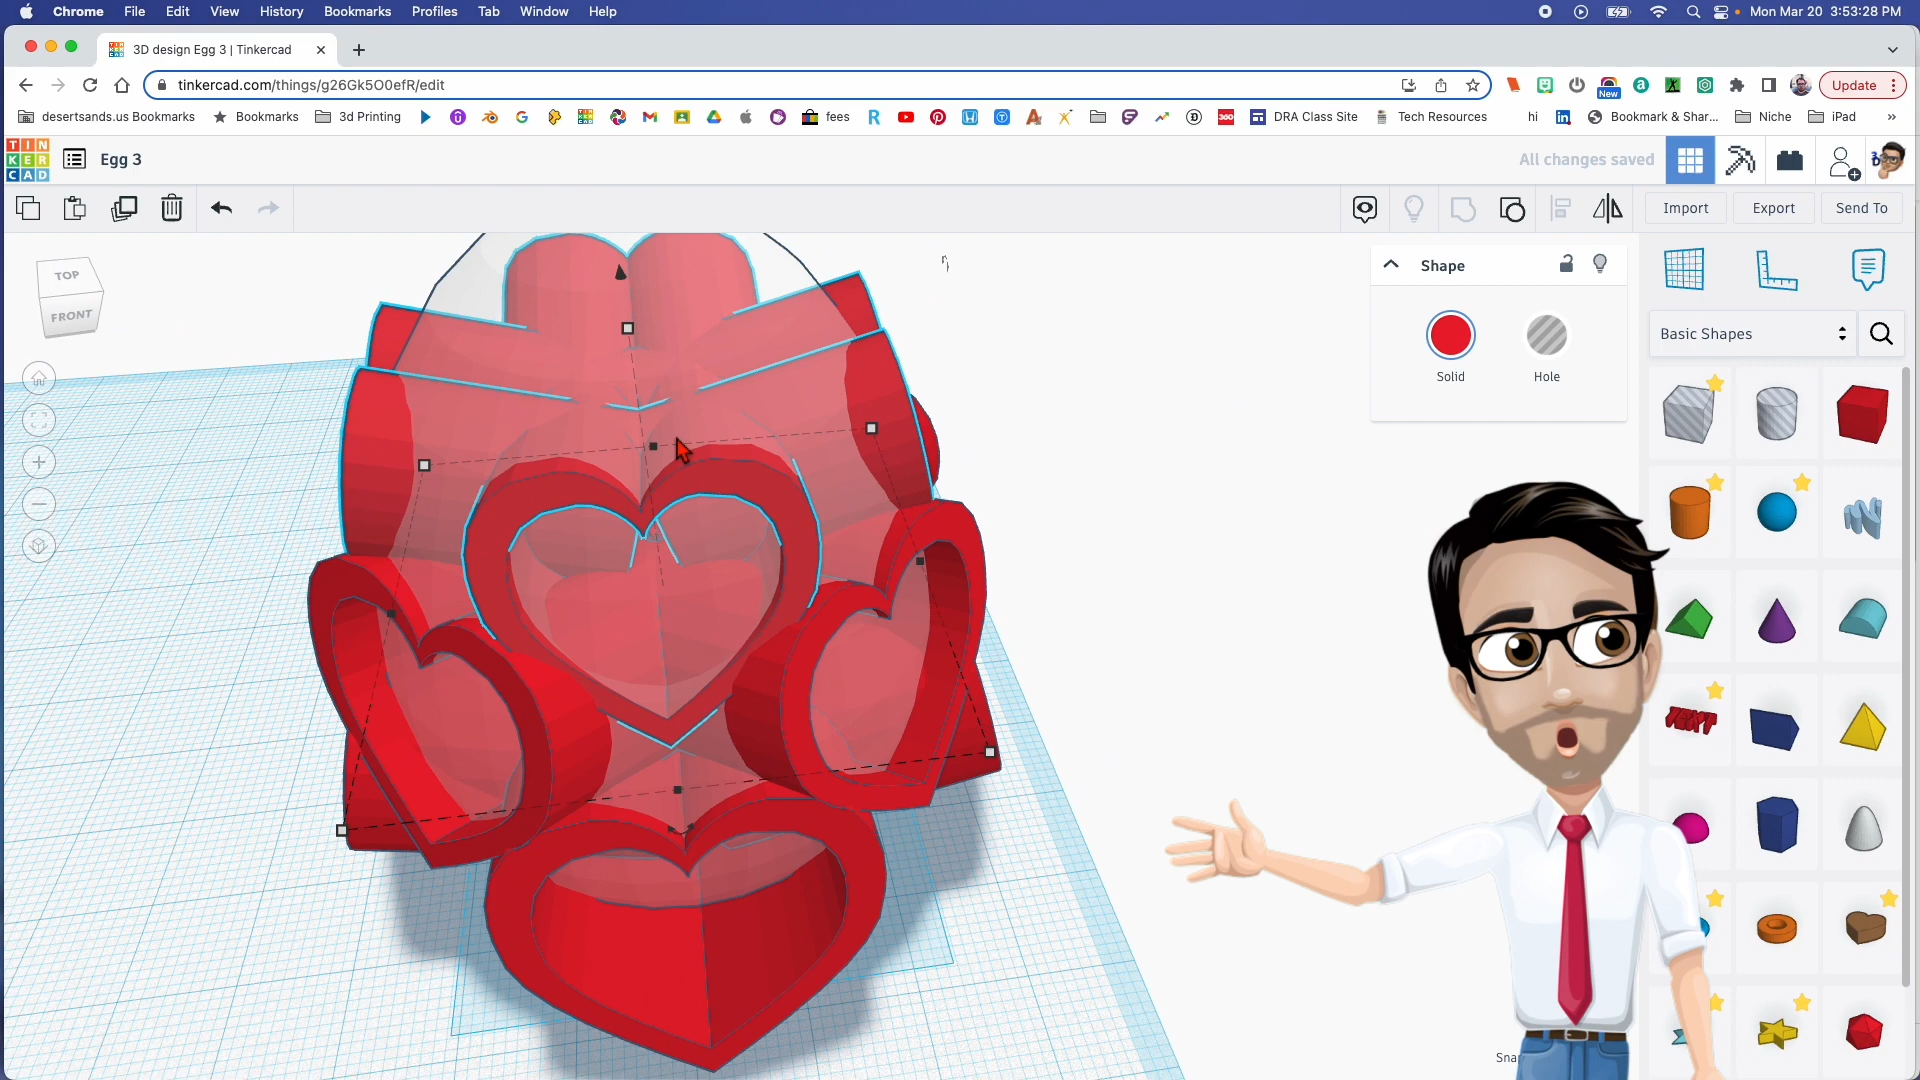 Chrome File Edit View History Bookmarks Profiles Tab Window Help Mon Mar 20 3:53:28 PM
3D design Egg 3 | Tinkercad
tinkercad.com/things/g26Gk5O0efR/edit New Update
desertsands.us Bookmarks Bookmarks 3d Printing fees DRA Class Site Tech Resources hi Bookmark & Shar... Niche iPad »
TIN
KER
CAD
Egg 3 All changes saved
Import Export Send To
TOP
FRONT
Shape
Solid Hole
Basic Shapes
TEXT
Snap